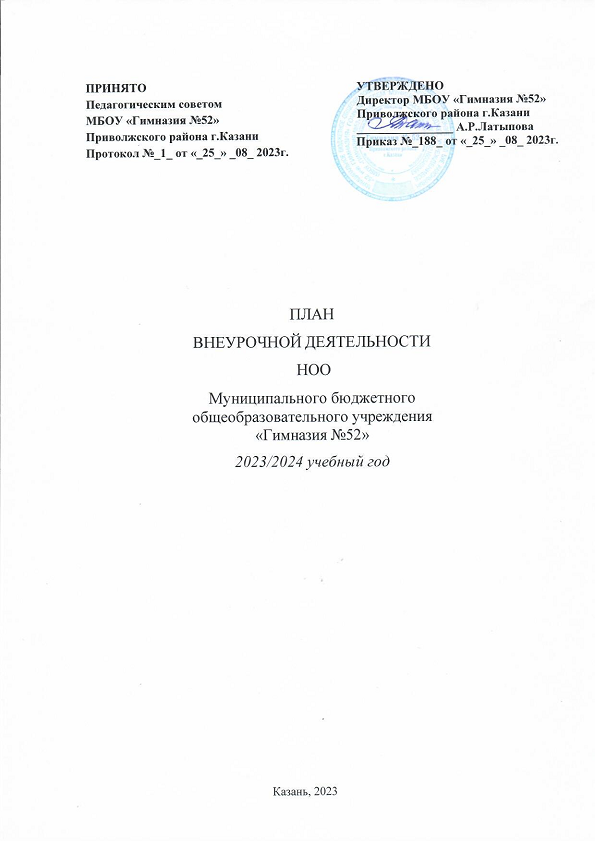 ПРИНЯТО
Педагогическим советом
МБОУ «Гимназия №52»
Приволжского района г.Казани
Протокол №_1_ от «_25_» _08_ 2023г.
УТВЕРЖДЕНО
Директор МБОУ «Гимназия №52»
Приволжского района г.Казани
________________ А.Р.Латыпова
Приказ №_188_ от «_25_» _08_ 2023г.
ПЛАН
ВНЕУРОЧНОЙ ДЕЯТЕЛЬНОСТИ
НОО
Муниципального бюджетного
общеобразовательного учреждения
«Гимназия №52»
2023/2024 учебный год
Казань, 2023